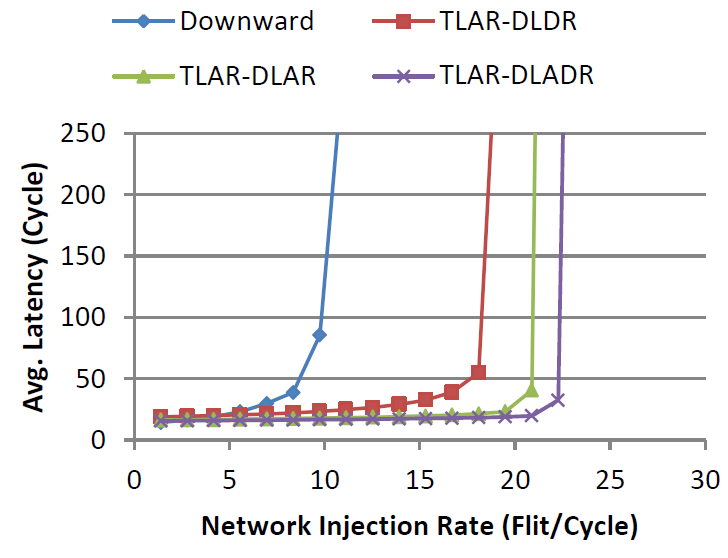 Downward TLAR-DLDR
TLAR-DLAR TLAR-DLADR
250
200
150
100
50
0
Avg. Latency (Cycle)
0 5 10 15 20 25 30
Network Injection Rate (Flit/Cycle)